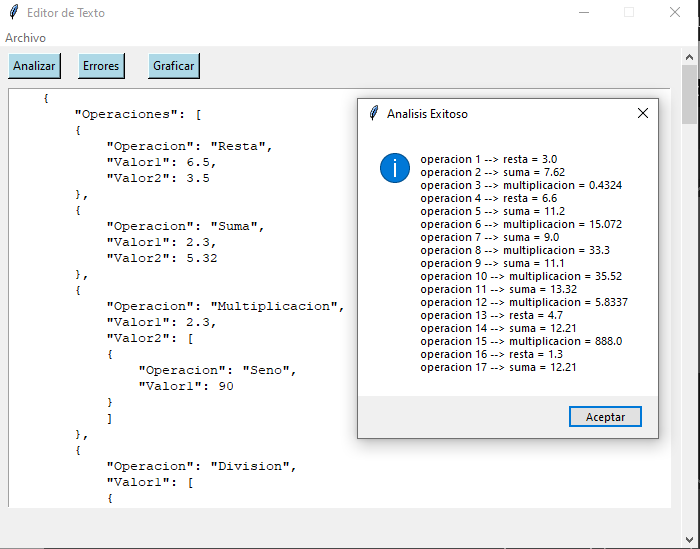 Editor de Texto
Archivo
Analizar Errores Graficar
{
"Operaciones": [
{
"Operacion": "Resta",
"Valor1": 6.5,
"Valor2": 3.5
},
{
"Operacion": "Suma",
"Valor1": 2.3,
"Valor2": 5.32
},
{
"Operacion": "Multiplicacion",
"Valor1": 2.3,
"Valor2": [
{
"Operacion": "Seno",
"Valor1": 90
}
]
},
{
"Operacion": "Division",
"Valor1": [
{
Analisis Exitoso
operacion 1 --> resta = 3.0
operacion 2 --> suma = 7.62
operacion 3 --> multiplicacion = 0.4324
operacion 4 --> resta = 6.6
operacion 5 --> suma = 11.2
operacion 6 --> multiplicacion = 15.072
operacion 7 --> suma = 9.0
operacion 8 --> multiplicacion = 33.3
operacion 9 --> suma = 11.1
operacion 10 --> multiplicacion = 35.52
operacion 11 --> suma = 13.32
operacion 12 --> multiplicacion = 5.8337
operacion 13 --> resta = 4.7
operacion 14 --> suma = 12.21
operacion 15 --> multiplicacion = 888.0
operacion 16 --> resta = 1.3
operacion 17 --> suma = 12.21
Aceptar